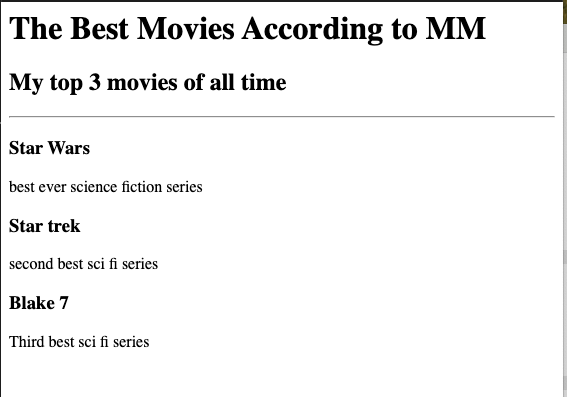 The Best Movies According to MM
My top 3 movies of all time
Star Wars
best ever science fiction series
Star trek
second best sci fi series
Blake 7
Third best sci fi series